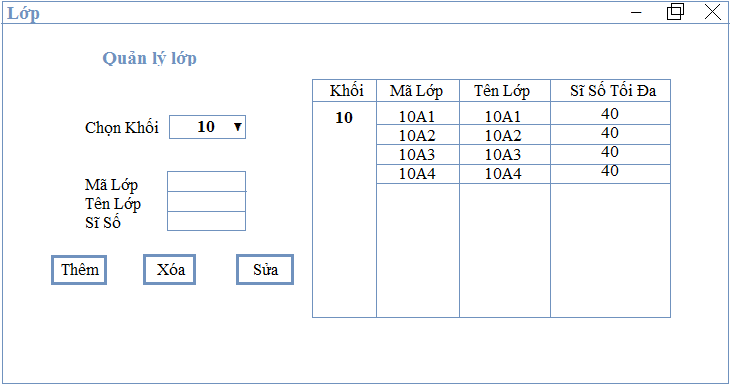 Lớp
Quản lý lớp
Chọn Khối 10
Mã Lớp
Tên Lớp
Sĩ Số
Thêm Xóa Sửa
Khối Mã Lớp Tên Lớp Sĩ Số Tối Đa
10 10A1 10A1 40
10A2 10A2 40
10A3 10A3 40
10A4 10A4 40